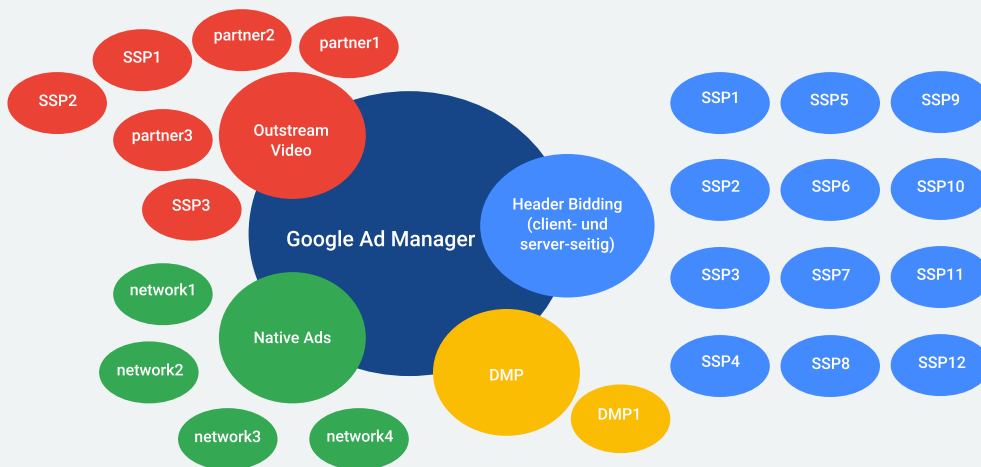 partner2
partner1
SSP1
SSP2
partner3
SSP3
Outstream
Video
Google Ad Manager
Header Bidding
(client- und
server-seitig)
SSP1
SSP5
SSP9
SSP2
SSP6
SSP10
SSP3
SSP7
SSP11
SSP4
SSP8
SSP12
network1
network2
network3
network4
Native Ads
DMP
DMP1